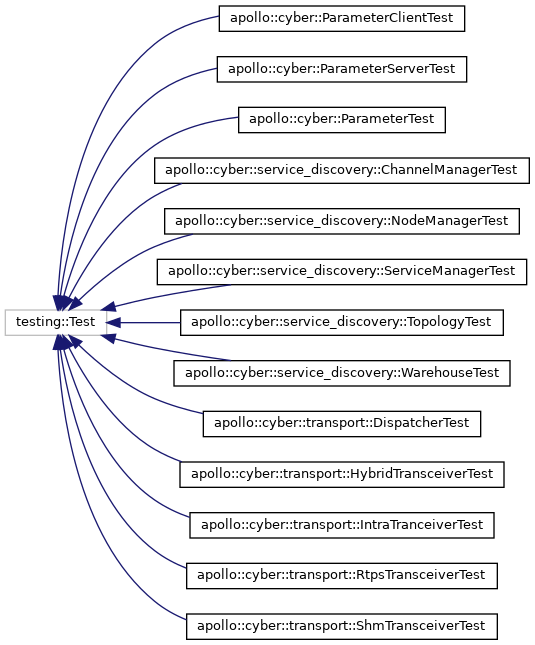 apollo::cyber::ParameterClientTest
apollo::cyber::ParameterServerTest
apollo::cyber::ParameterTest
apollo::cyber::service_discovery::ChannelManagerTest
apollo::cyber::service_discovery::NodeManagerTest
apollo::cyber::service_discovery::ServiceManagerTest
testing::Test
apollo::cyber::service_discovery::TopologyTest
apollo::cyber::service_discovery::WarehouseTest
apollo::cyber::transport::DispatcherTest
apollo::cyber::transport::HybridTransceiverTest
apollo::cyber::transport::IntraTranceiverTest
apollo::cyber::transport::RtpsTransceiverTest
apollo::cyber::transport::ShmTransceiverTest